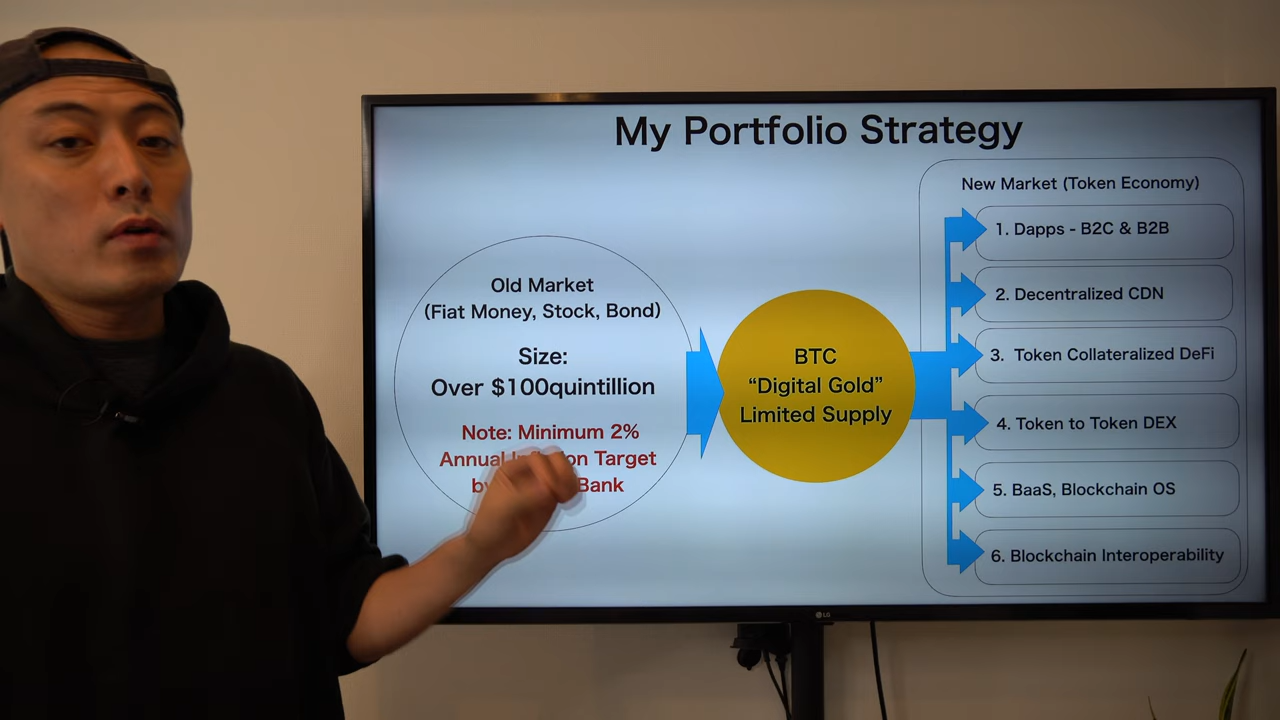 My Portfolio Strategy
Old Market
(Fiat Money, Stock, Bond)
Size:
Over $100quintillion
Note: Minimum 2%
Annual Target
Bank
BTC
“Digital Gold”
Limited Supply
New Market (Token Economy)
1. Dapps - B2C & B2B
2. Decentralized CDN
3. Token Collateralized DeFi
4. Token to Token DEX
5. BaaS, Blockchain OS
6. Blockchain Interoperability
LG